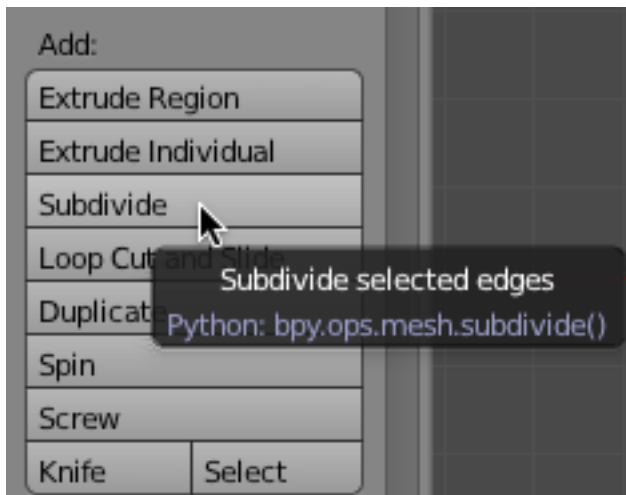 Add:
Extrude Region
Extrude Individual
Subdivide
Loop Cut and Slide
Subdivide selected edges
Duplicate
Python: bpy.ops.mesh.subdivide()
Spin
Screw
Knife Select